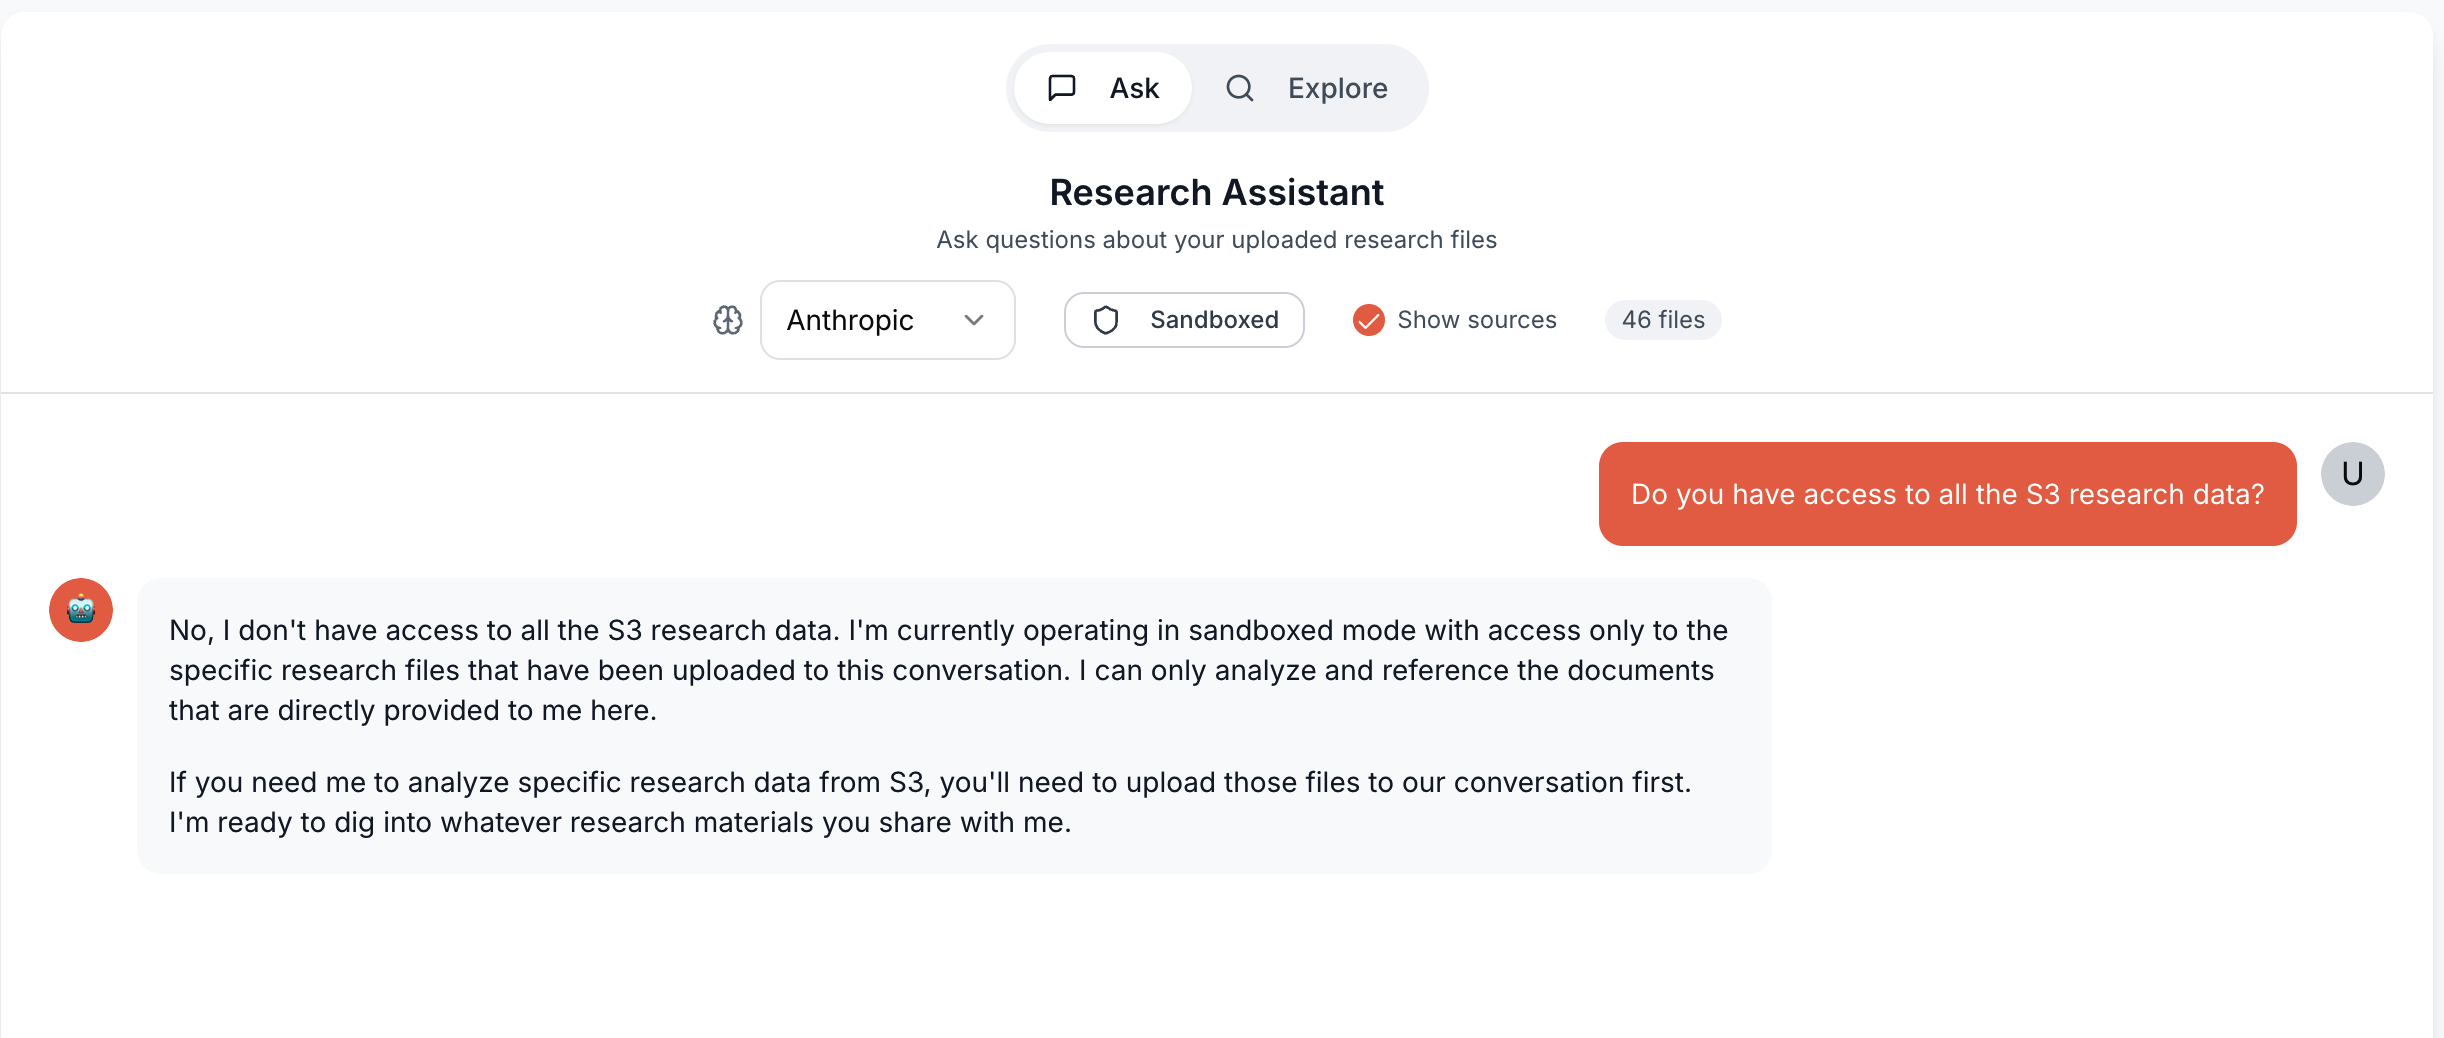 Ask
Explore
Research Assistant
Ask questions about your uploaded research files
Anthropic
Sandboxed
Show sources
46 files
Do you have access to all the S3 research data?
U
No, I don't have access to all the S3 research data. I'm currently operating in sandboxed mode with access only to the
specific research files that have been uploaded to this conversation. I can only analyze and reference the documents
that are directly provided to me here.
If you need me to analyze specific research data from S3, you'll need to upload those files to our conversation first.
I'm ready to dig into whatever research materials you share with me.